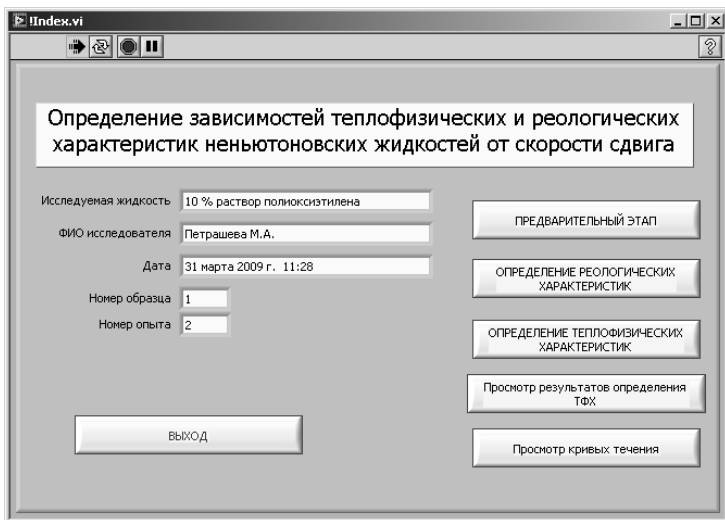 !Index.vi
Определение зависимостей теплофизических и реологических
характеристик неньютоновских жидкостей от скорости сдвига
Исследуемая жидкость 10 % раствор полиоксиэтилена
ФИО исследователя Петрашева М.А.
Дата 31 марта 2009 г. 11:28
Номер образца 1
Номер опыта 2
ВЫХОД
ПРЕДВАРИТЕЛЬНЫЙ ЭТАП
ОПРЕДЕЛЕНИЕ РЕОЛОГИЧЕСКИХ
ХАРАКТЕРИСТИК
ОПРЕДЕЛЕНИЕ ТЕПЛОФИЗИЧЕСКИХ
ХАРАКТЕРИСТИК
Просмотр результатов определения
ТФХ
Просмотр кривых течения